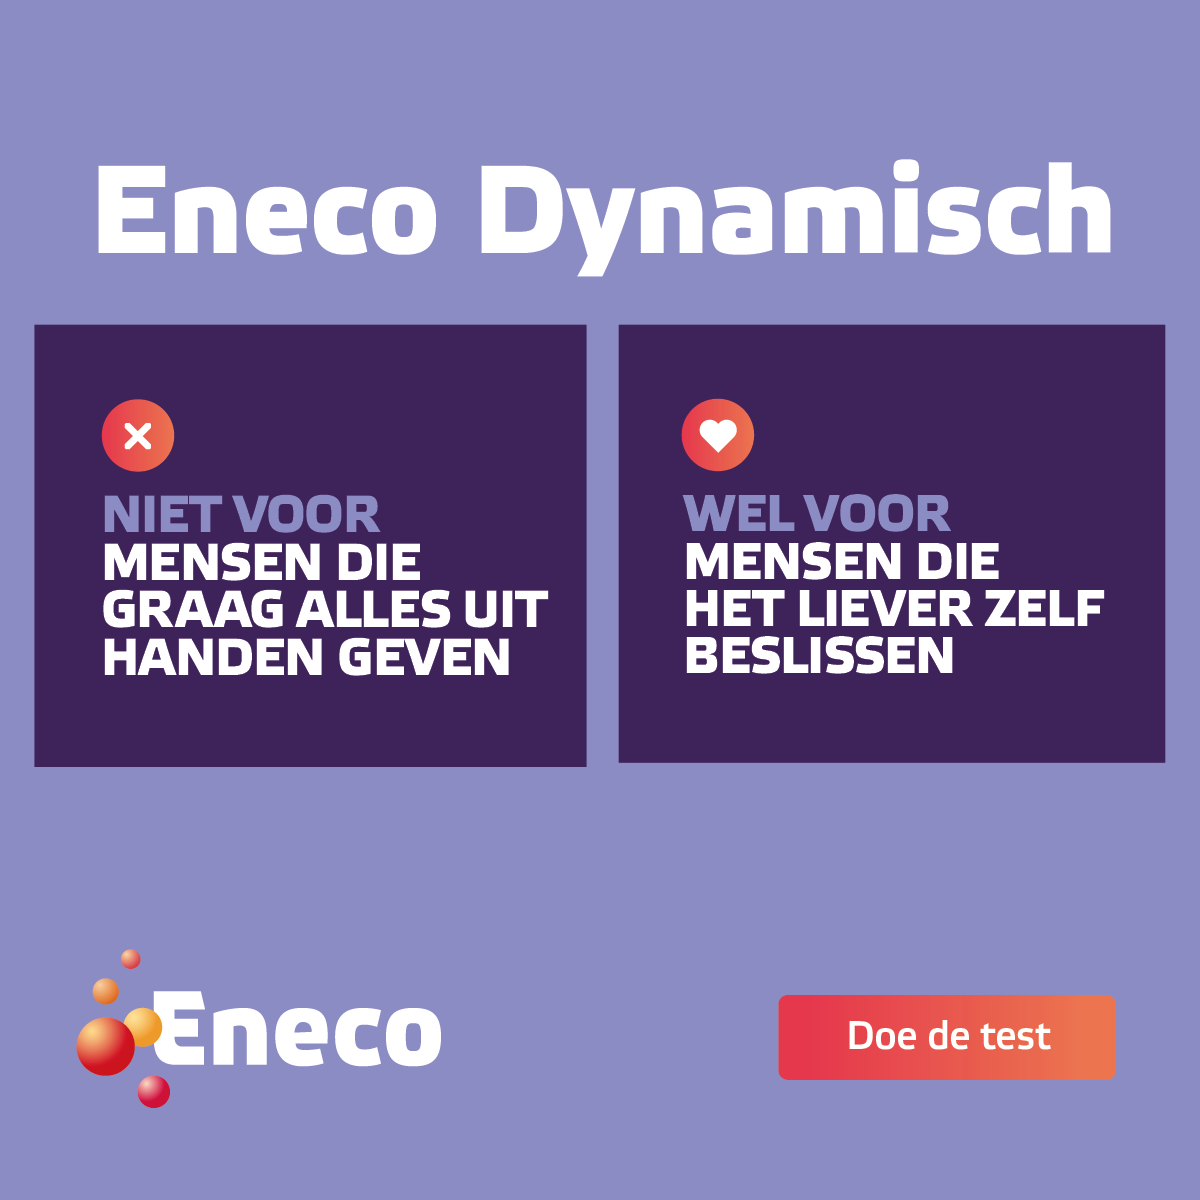 Eneco Dynamisch
NIET VOOR
MENSEN DIE
GRAAG ALLES UIT
HANDEN GEVEN
WEL VOOR
MENSEN DIE
HET LIEVER ZELF
BESLISSEN
Eneco
Doe de test